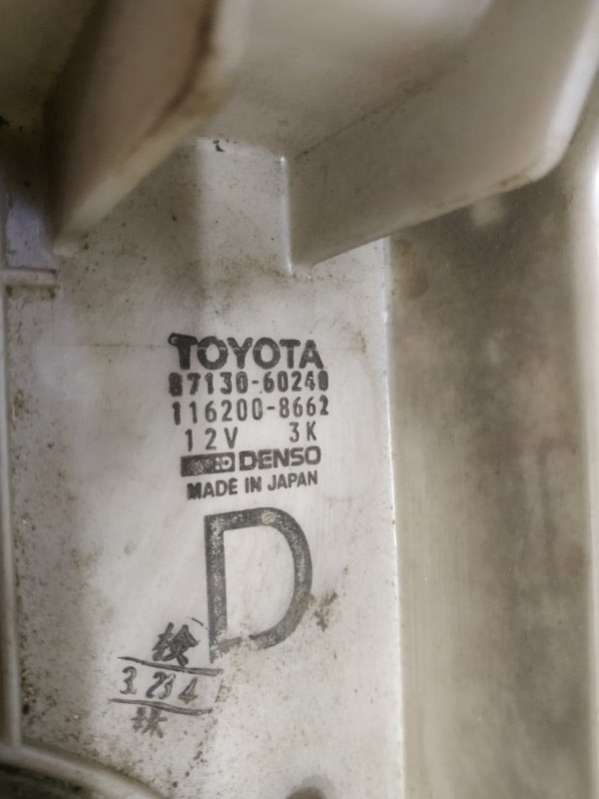 TOYOTA
87130-60240
116200-8662
12V 3K
DENSO
MADE IN JAPAN
D
検
3.23.4